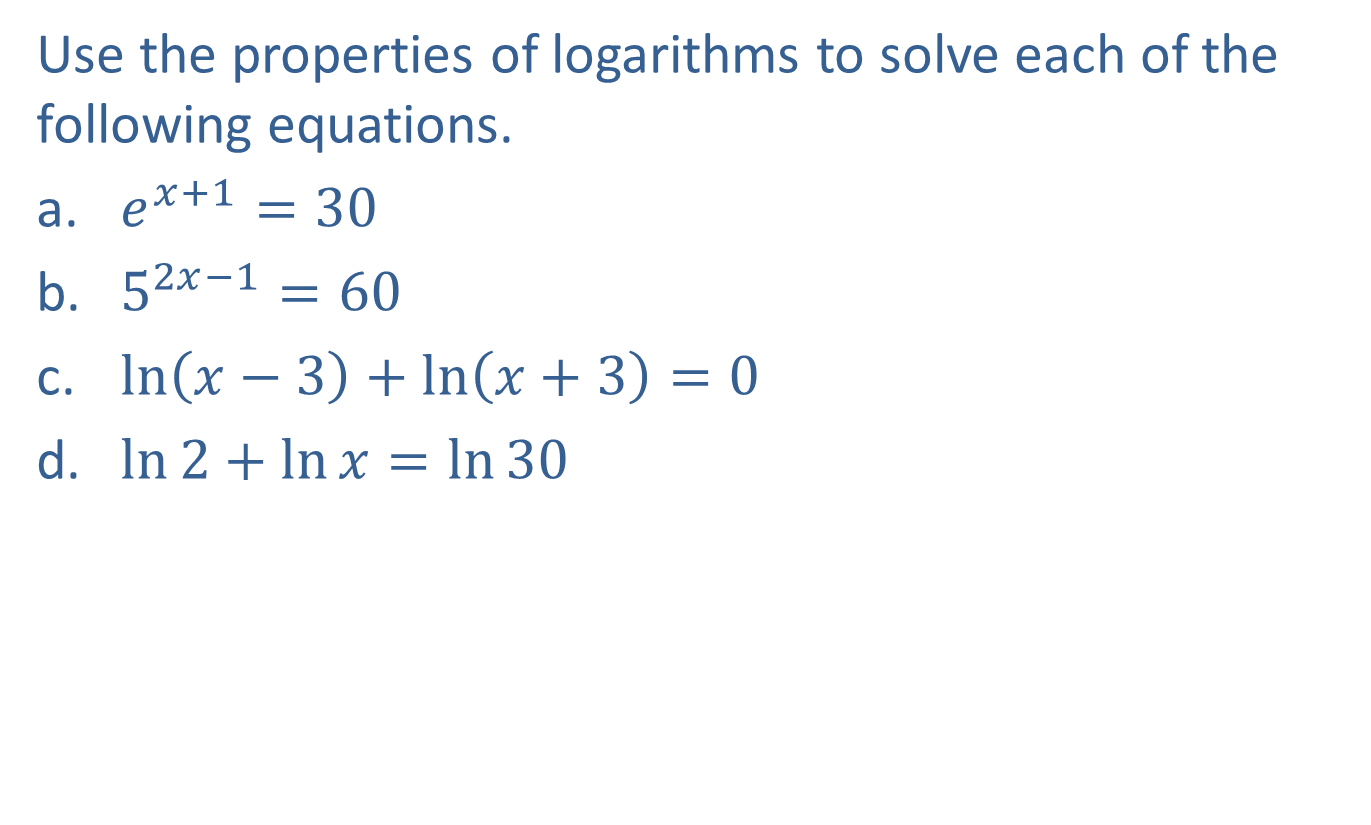 Use the properties of logarithms to solve each of the
following equations.
a. e^{x+1} = 30
b. 5^{2x−1} = 60
c. ln(x − 3) + ln(x + 3) = 0
d. ln 2 + ln x = ln 30